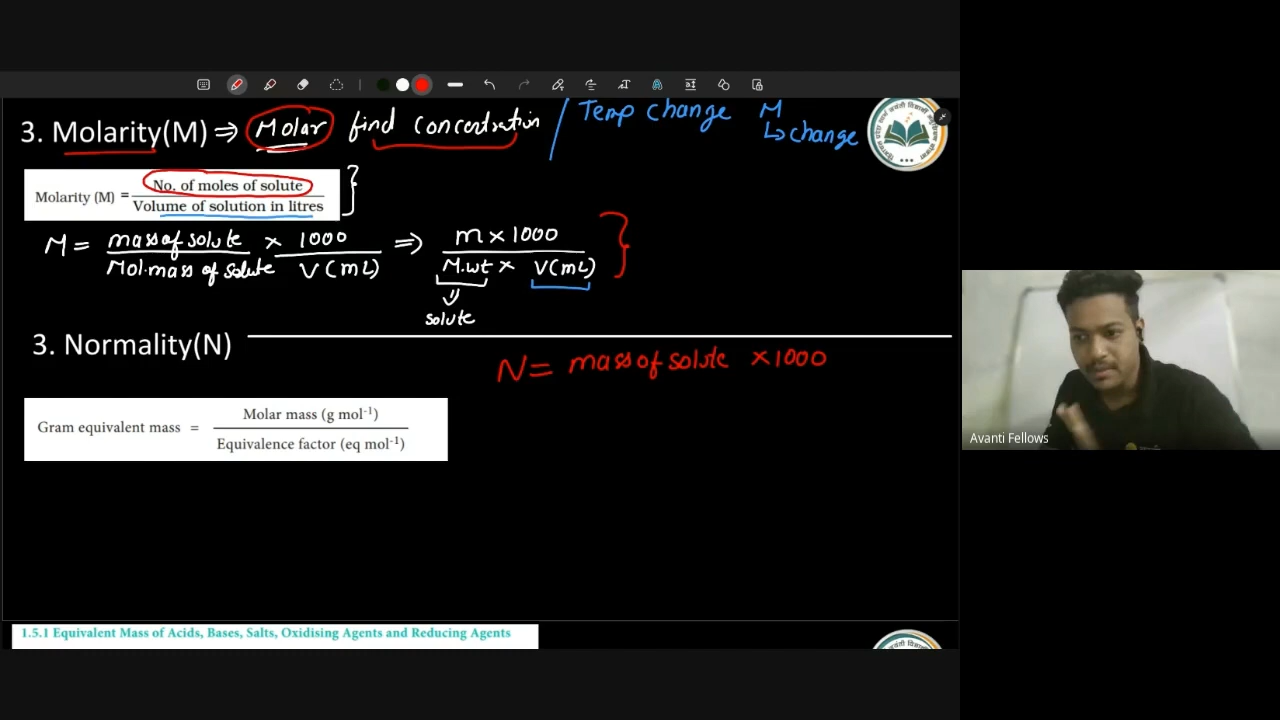 Temp change M
↳ change
3. Molarity(M) ⇒ Molar find concentration
Molarity (M) = No. of moles of solute
Volume of solution in litres
M = mass of solute × 1000 ⇒ m × 1000
Mol. mass of solute V (mL) M.wt × V(mL)
solute
3. Normality(N)
N = mass of solute × 1000
Gram equivalent mass = Molar mass (g mol⁻¹)
Equivalence factor (eq mol⁻¹)
Avanti Fellows
1.5.1 Equivalent Mass of Acids, Bases, Salts, Oxidising Agents and Reducing Agents